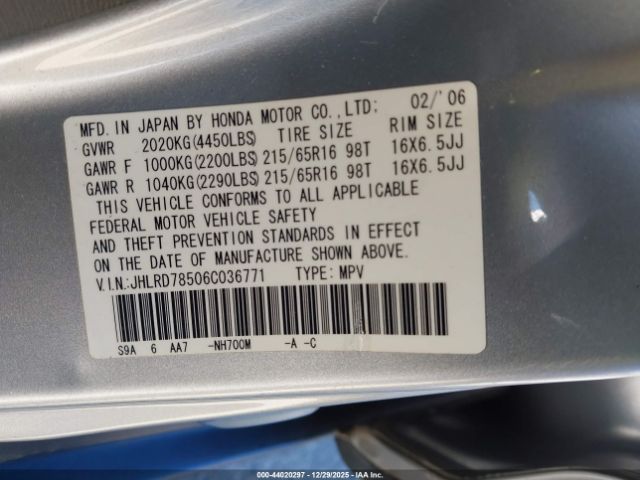 MFD. IN JAPAN BY HONDA MOTOR CO., LTD: 02/'06
GVWR 2020KG(4450LBS) TIRE SIZE RIM SIZE
GAWR F 1000KG(2200LBS) 215/65R16 98T 16X6.5JJ
GAWR R 1040KG(2290LBS) 215/65R16 98T 16X6.5JJ
THIS VEHICLE CONFORMS TO ALL APPLICABLE
FEDERAL MOTOR VEHICLE SAFETY
AND THEFT PREVENTION STANDARDS IN EFFECT
ON THE DATE OF MANUFACTURE SHOWN ABOVE.
V.I.N.:JHLRD78506C036771 TYPE: MPV
S9A 6 AA7 -NH700M -A -C
000-44020297 - 12/29/2025 - IAAI.com